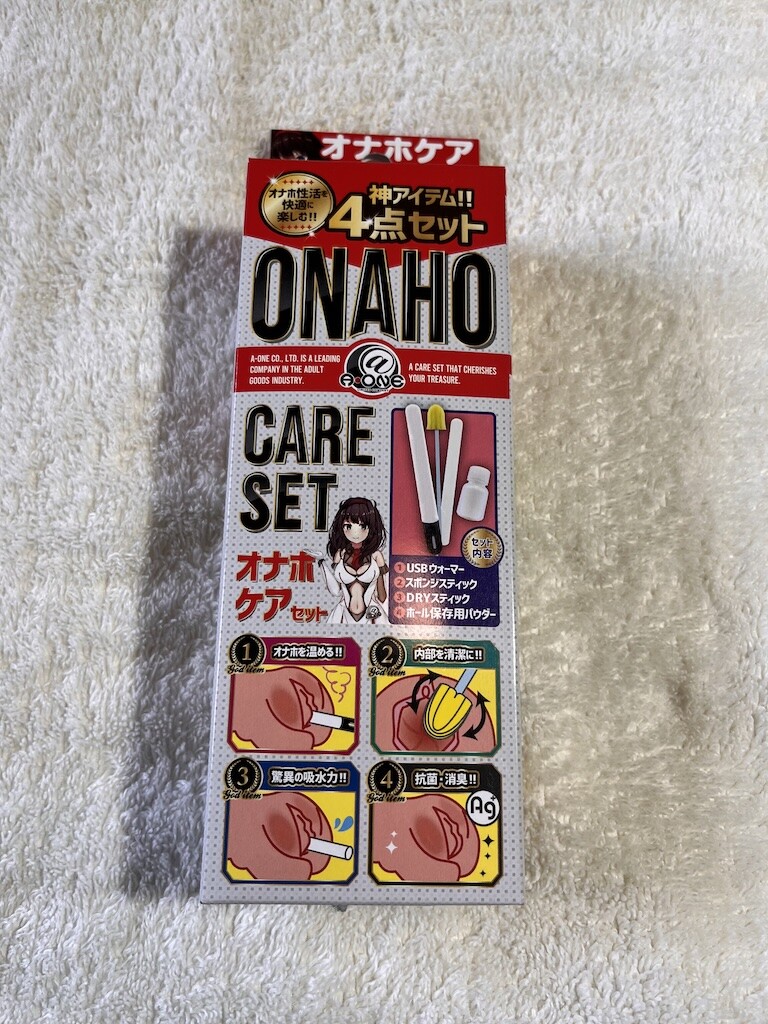 オナホケア
オナホ性活を
快適に
楽しむ!!
神アイテム!!
4点セット
ONAHO
A-ONE CO., LTD. IS A LEADING
COMPANY IN THE ADULT
GOODS INDUSTRY.
@
A-ONE
A CARE SET THAT CHERISHES
YOUR TREASURE.
CARE
SET
オナホ
ケアセット
セット
内容
1 USBウォーマー
2 スポンジスティック
3 DRYスティック
4 ホール保存用パウダー
1 オナホを温める!!
God item
2 内部を清潔に!!
God item
3 驚異の吸水力!!
God item
4 抗菌・消臭!!
God item
Ag